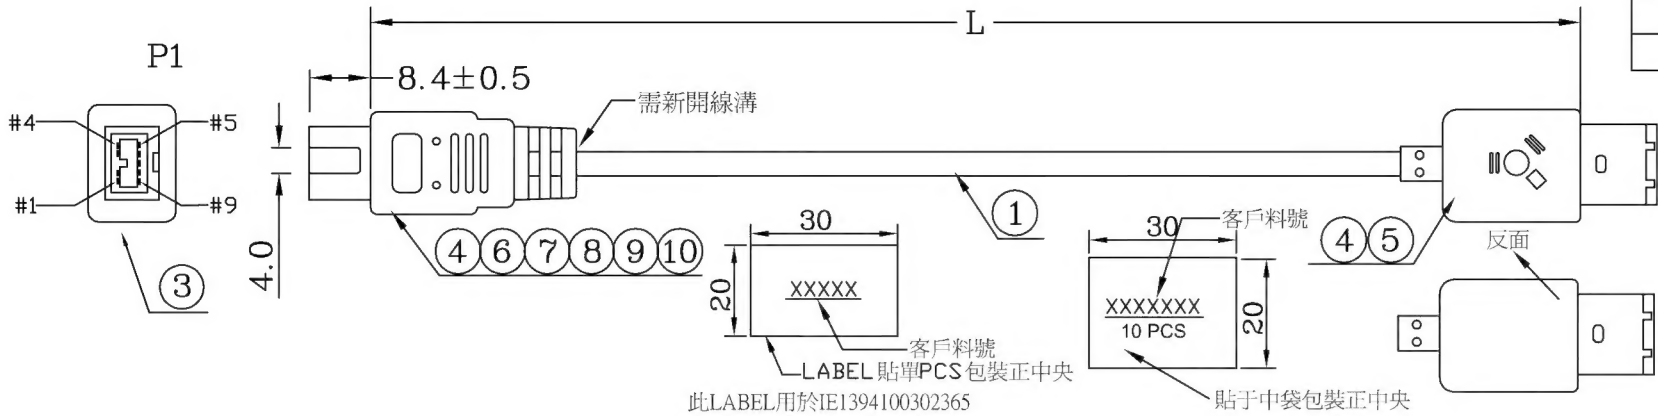 L
P1
8.4±0.5
需新開線溝
#4
#5
#1
#9
4.0
③
①
④⑥⑦⑧⑨⑩
④⑤
30
20
XXXXX
客戶料號
LABEL貼單PCS包裝正中央
此LABEL用於IE1394100302365
30
客戶料號
20
XXXXXXX
10 PCS
貼于中袋包裝正中央
反面